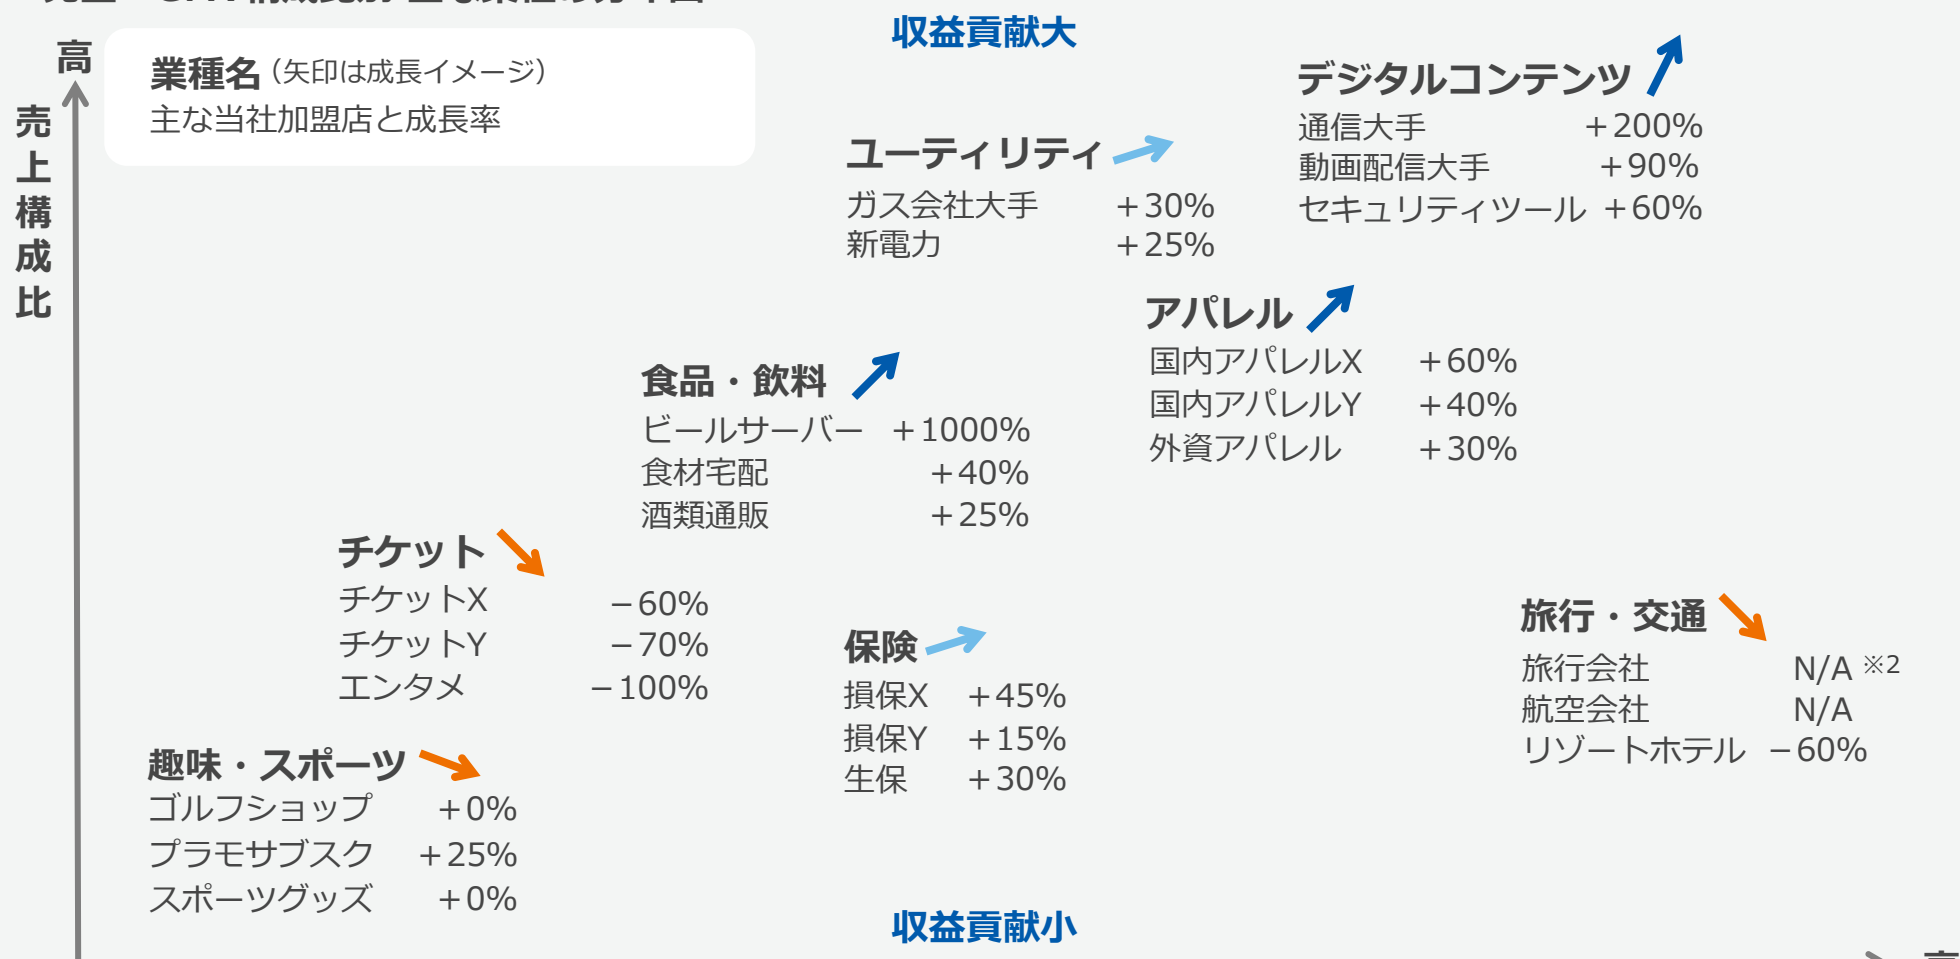 収益貢献大
高
売上構成比
業種名（矢印は成長イメージ）
主な当社加盟店と成長率
デジタルコンテンツ
通信大手 +200%
動画配信大手 +90%
セキュリティツール +60%
ユーティリティ
ガス会社大手 +30%
新電力 +25%
アパレル
国内アパレルX +60%
国内アパレルY +40%
外資アパレル +30%
食品・飲料
ビールサーバー +1000%
食材宅配 +40%
酒類通販 +25%
チケット
チケットX －60%
チケットY －70%
エンタメ －100%
保険
損保X +45%
損保Y +15%
生保 +30%
旅行・交通
旅行会社 N/A ※2
航空会社 N/A
リゾートホテル －60%
趣味・スポーツ
ゴルフショップ +0%
プラモサブスク +25%
スポーツグッズ +0%
収益貢献小